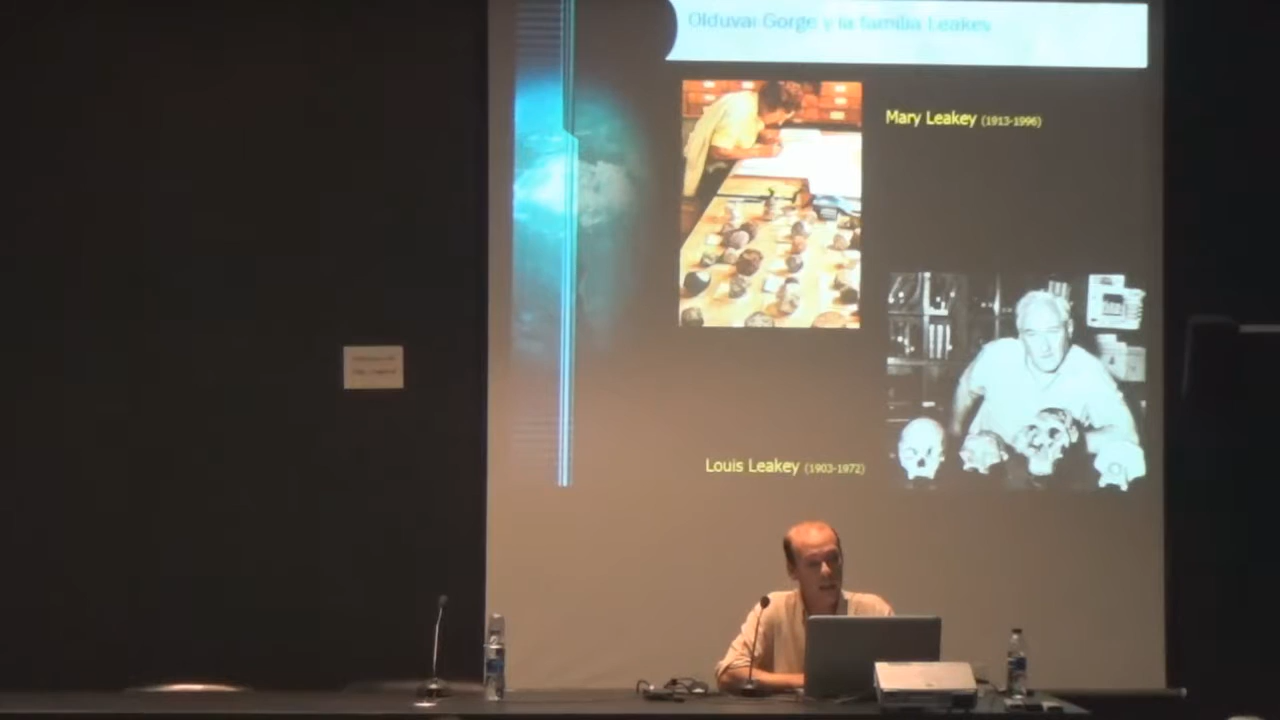 Olduvai Gorge y la familia Leakey
Mary Leakey (1913-1996)
Louis Leakey (1903-1972)